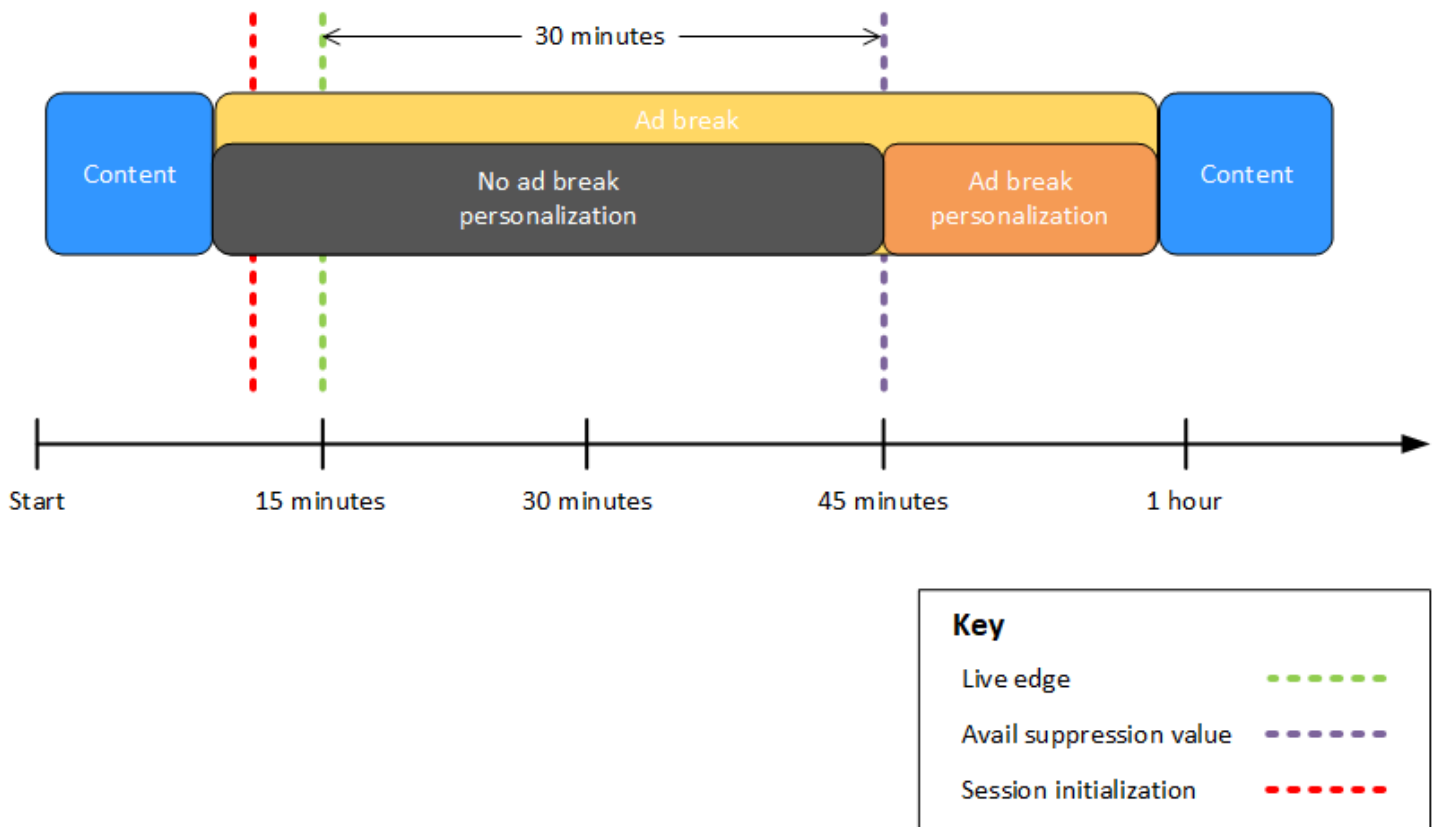 30 minutes
Ad break
Content
No ad break
personalization
Ad break
personalization
Content
Start
15 minutes
30 minutes
45 minutes
1 hour
Key
Live edge
Avail suppression value
Session initialization